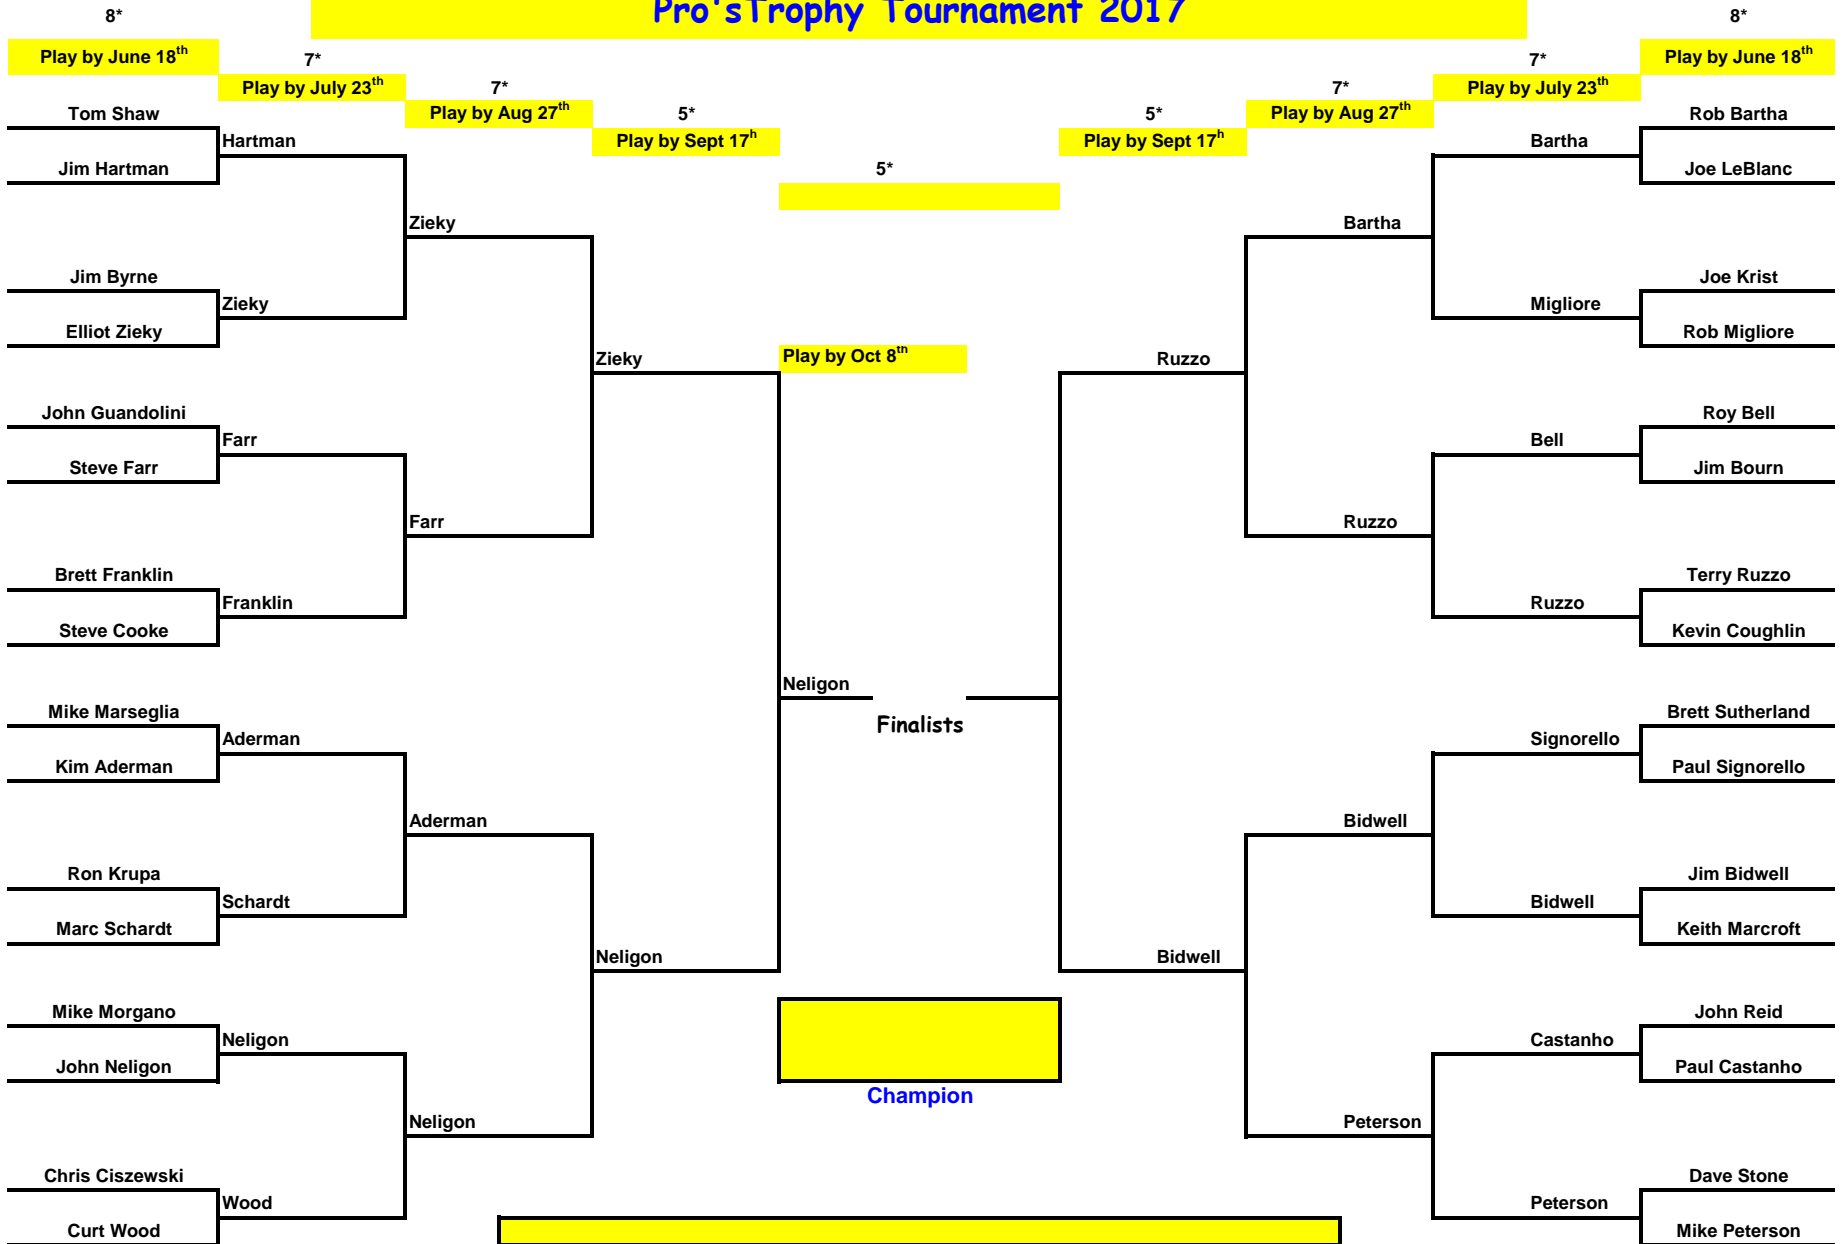 Pro'sTrophy Tournament 2017
8*
8*
Play by June 18th
Play by June 18th
7*
7*
Play by July 23th
Play by July 23th
7*
7*
Play by Aug 27th
Play by Aug 27th
5*
5*
Play by Sept 17h
Play by Sept 17h
5*
Tom Shaw
Hartman
Jim Hartman
Zieky
Jim Byrne
Zieky
Elliot Zieky
Zieky
John Guandolini
Farr
Steve Farr
Farr
Brett Franklin
Franklin
Steve Cooke
Neligon
Mike Marseglia
Aderman
Kim Aderman
Aderman
Ron Krupa
Schardt
Marc Schardt
Neligon
Mike Morgano
Neligon
John Neligon
Neligon
Chris Ciszewski
Wood
Curt Wood
Play by Oct 8th
Finalists
Champion
Rob Bartha
Bartha
Joe LeBlanc
Bartha
Joe Krist
Migliore
Rob Migliore
Ruzzo
Roy Bell
Bell
Jim Bourn
Ruzzo
Terry Ruzzo
Ruzzo
Kevin Coughlin
Brett Sutherland
Signorello
Paul Signorello
Bidwell
Jim Bidwell
Bidwell
Keith Marcroft
Bidwell
John Reid
Castanho
Paul Castanho
Peterson
Dave Stone
Peterson
Mike Peterson